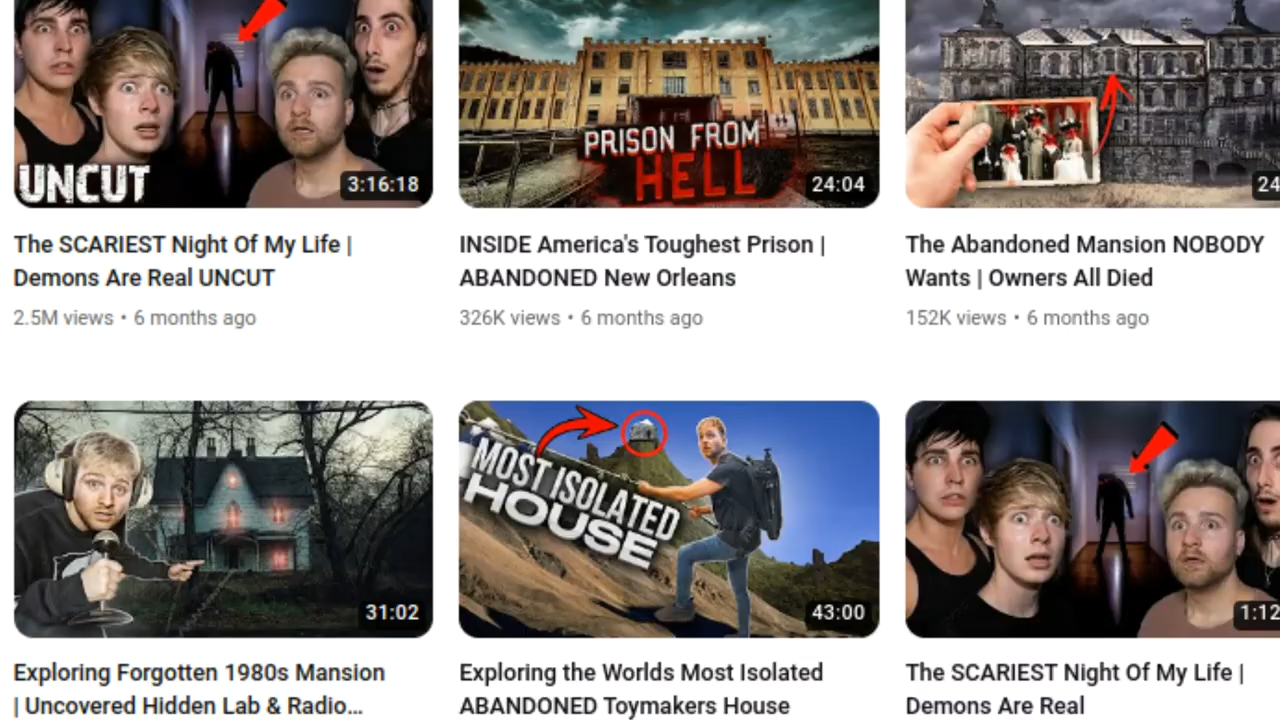 UNCUT
3:16:18
PRISON FROM
HELL
24:04
24
The SCARIEST Night Of My Life |
Demons Are Real UNCUT
2.5M views • 6 months ago
INSIDE America's Toughest Prison |
ABANDONED New Orleans
326K views • 6 months ago
The Abandoned Mansion NOBODY
Wants | Owners All Died
152K views • 6 months ago
31:02
MOST ISOLATED
HOUSE
43:00
1:12
Exploring Forgotten 1980s Mansion
| Uncovered Hidden Lab & Radio...
Exploring the Worlds Most Isolated
ABANDONED Toymakers House
The SCARIEST Night Of My Life |
Demons Are Real